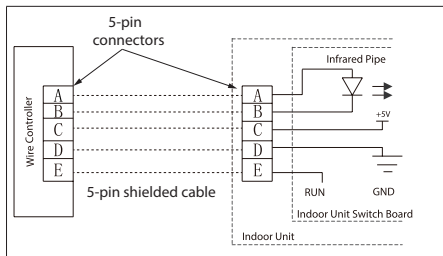 5-pin
connectors
Infrared Pipe
Wire Controller
A
B
C
D
E
A
B
C
D
E
+5V
5-pin shielded cable
RUN
GND
Indoor Unit Switch Board
Indoor Unit